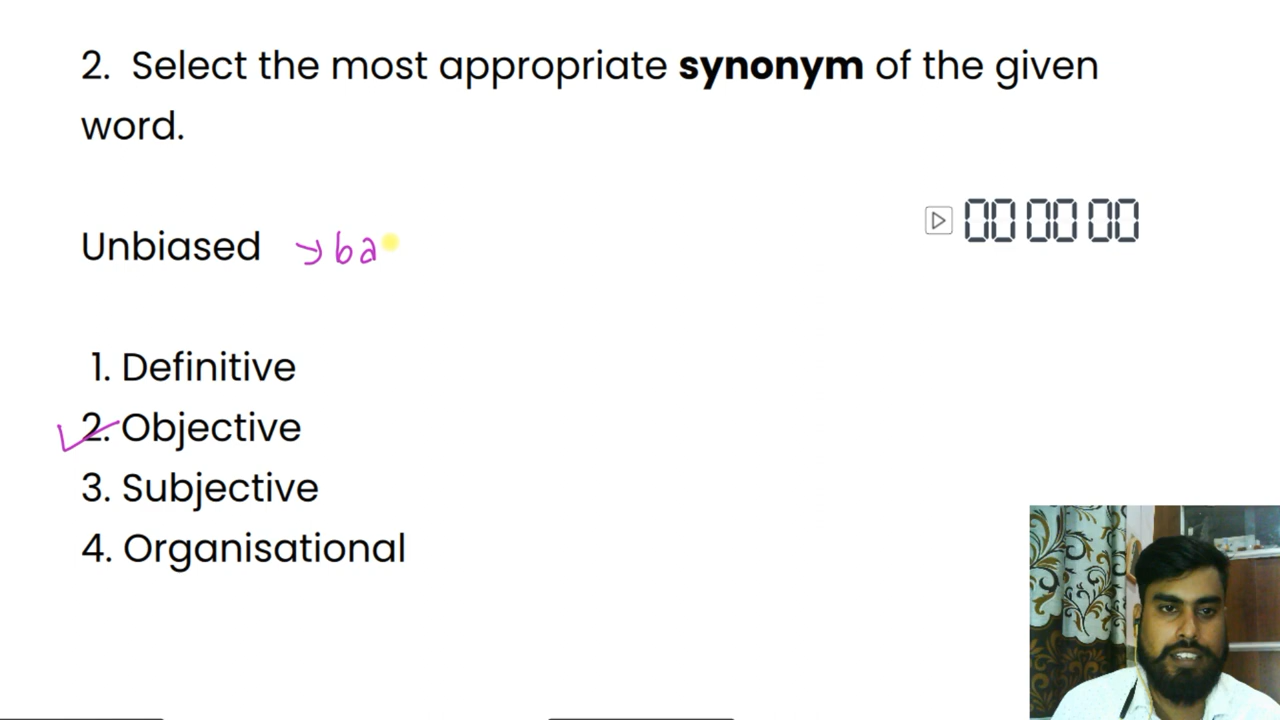 2. Select the most appropriate synonym of the given
word.
Unbiased → ba
00 00 00
1. Definitive
2. Objective
3. Subjective
4. Organisational